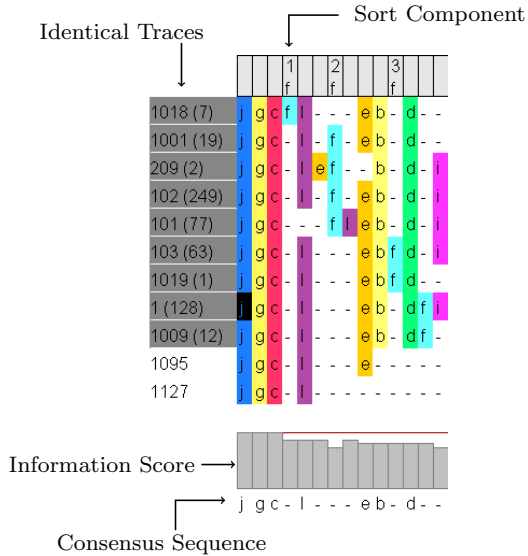 Sort Component
Identical Traces
1 2 3
f f f
1018 (7) j g c f l - - - e b - d - -
1001 (19) j g c - l - f - e b - d - -
209 (2) j g c - l e f - - b - d - i
102 (249) j g c - l - f - e b - d - i
101 (77) j g c - - - f l e b - d - i
103 (63) j g c - l - - - e b f d - i
1019 (1) j g c - l - - - e b f d - -
1 (128) j g c - l - - - e b - d f i
1009 (12) j g c - l - - - e b - d f -
1095 j g c - l - - - e - - - - -
1127 j g c - l - - - - - - - - -
Information Score
j g c - l - - - e b - d - -
Consensus Sequence